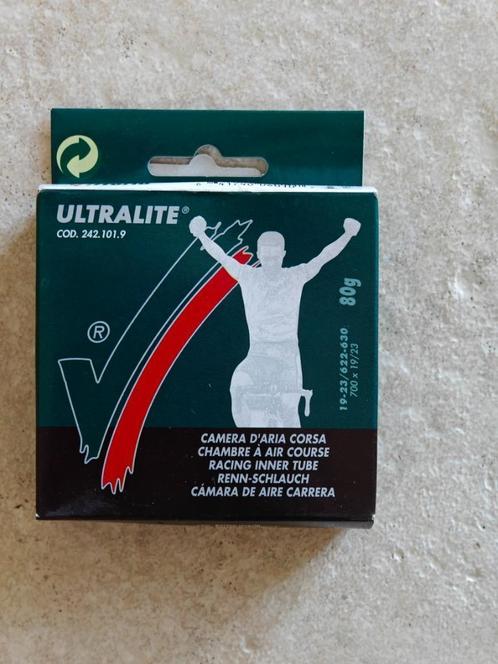 ULTRALITE®
COD. 242.101.9
®
80g
19-23/622-630
700 x 19/23
CAMERA D'ARIA CORSA
CHAMBRE À AIR COURSE
RACING INNER TUBE
RENN-SCHLAUCH
CÁMARA DE AIRE CARRERA